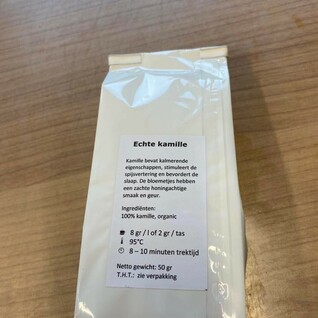 Echte kamille
Kamille bevat kalmerende
eigenschappen, stimuleert de
spijsvertering en bevordert de
slaap. De bloemetjes hebben
een zachte honingachtige
smaak en geur.
Ingrediënten:
100% kamille, organic
8 gr / l of 2 gr / tas
95°C
8 – 10 minuten trektijd
Netto gewicht: 50 gr
T.H.T.: zie verpakking